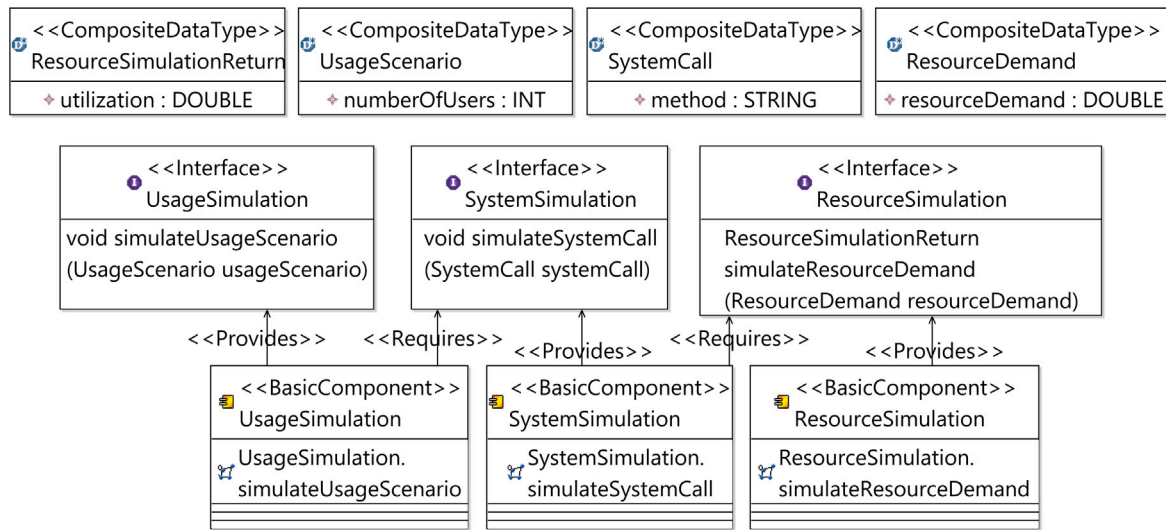 <<CompositeDataType>>
ResourceSimulationReturn
utilization : DOUBLE
<<CompositeDataType>>
UsageScenario
numberOfUsers : INT
<<CompositeDataType>>
SystemCall
method : STRING
<<CompositeDataType>>
ResourceDemand
resourceDemand : DOUBLE
<<Interface>>
UsageSimulation
void simulateUsageScenario
(UsageScenario usageScenario)
<<Interface>>
SystemSimulation
void simulateSystemCall
(SystemCall systemCall)
<<Interface>>
ResourceSimulation
ResourceSimulationReturn
simulateResourceDemand
(ResourceDemand resourceDemand)
<<Provides>>
<<Requires>>
<<Provides>>
<<Requires>>
<<Provides>>
<<BasicComponent>>
UsageSimulation
UsageSimulation.
simulateUsageScenario
<<BasicComponent>>
SystemSimulation
SystemSimulation.
simulateSystemCall
<<BasicComponent>>
ResourceSimulation
ResourceSimulation.
simulateResourceDemand